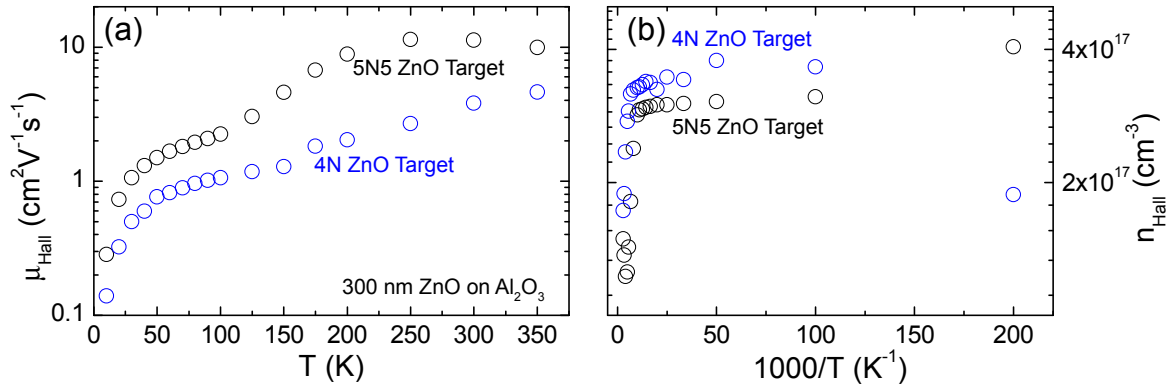 (a)
10
1
0.1
μHall (cm²V⁻¹s⁻¹)
5N5 ZnO Target
4N ZnO Target
300 nm ZnO on Al₂O₃
0 50 100 150 200 250 300 350
T (K)
(b)
4N ZnO Target
5N5 ZnO Target
4x10¹⁷
2x10¹⁷
nHall (cm⁻³)
0 50 100 150 200
1000/T (K⁻¹)